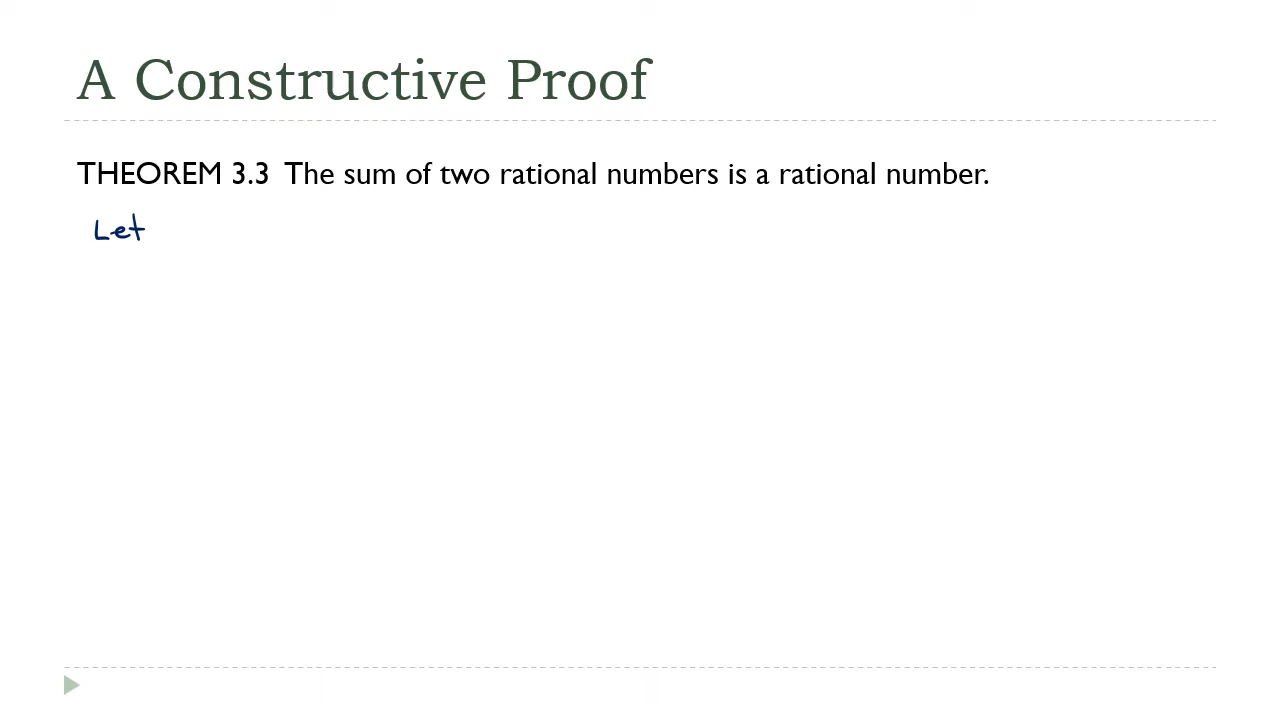 A Constructive Proof
THEOREM 3.3 The sum of two rational numbers is a rational number.
Let